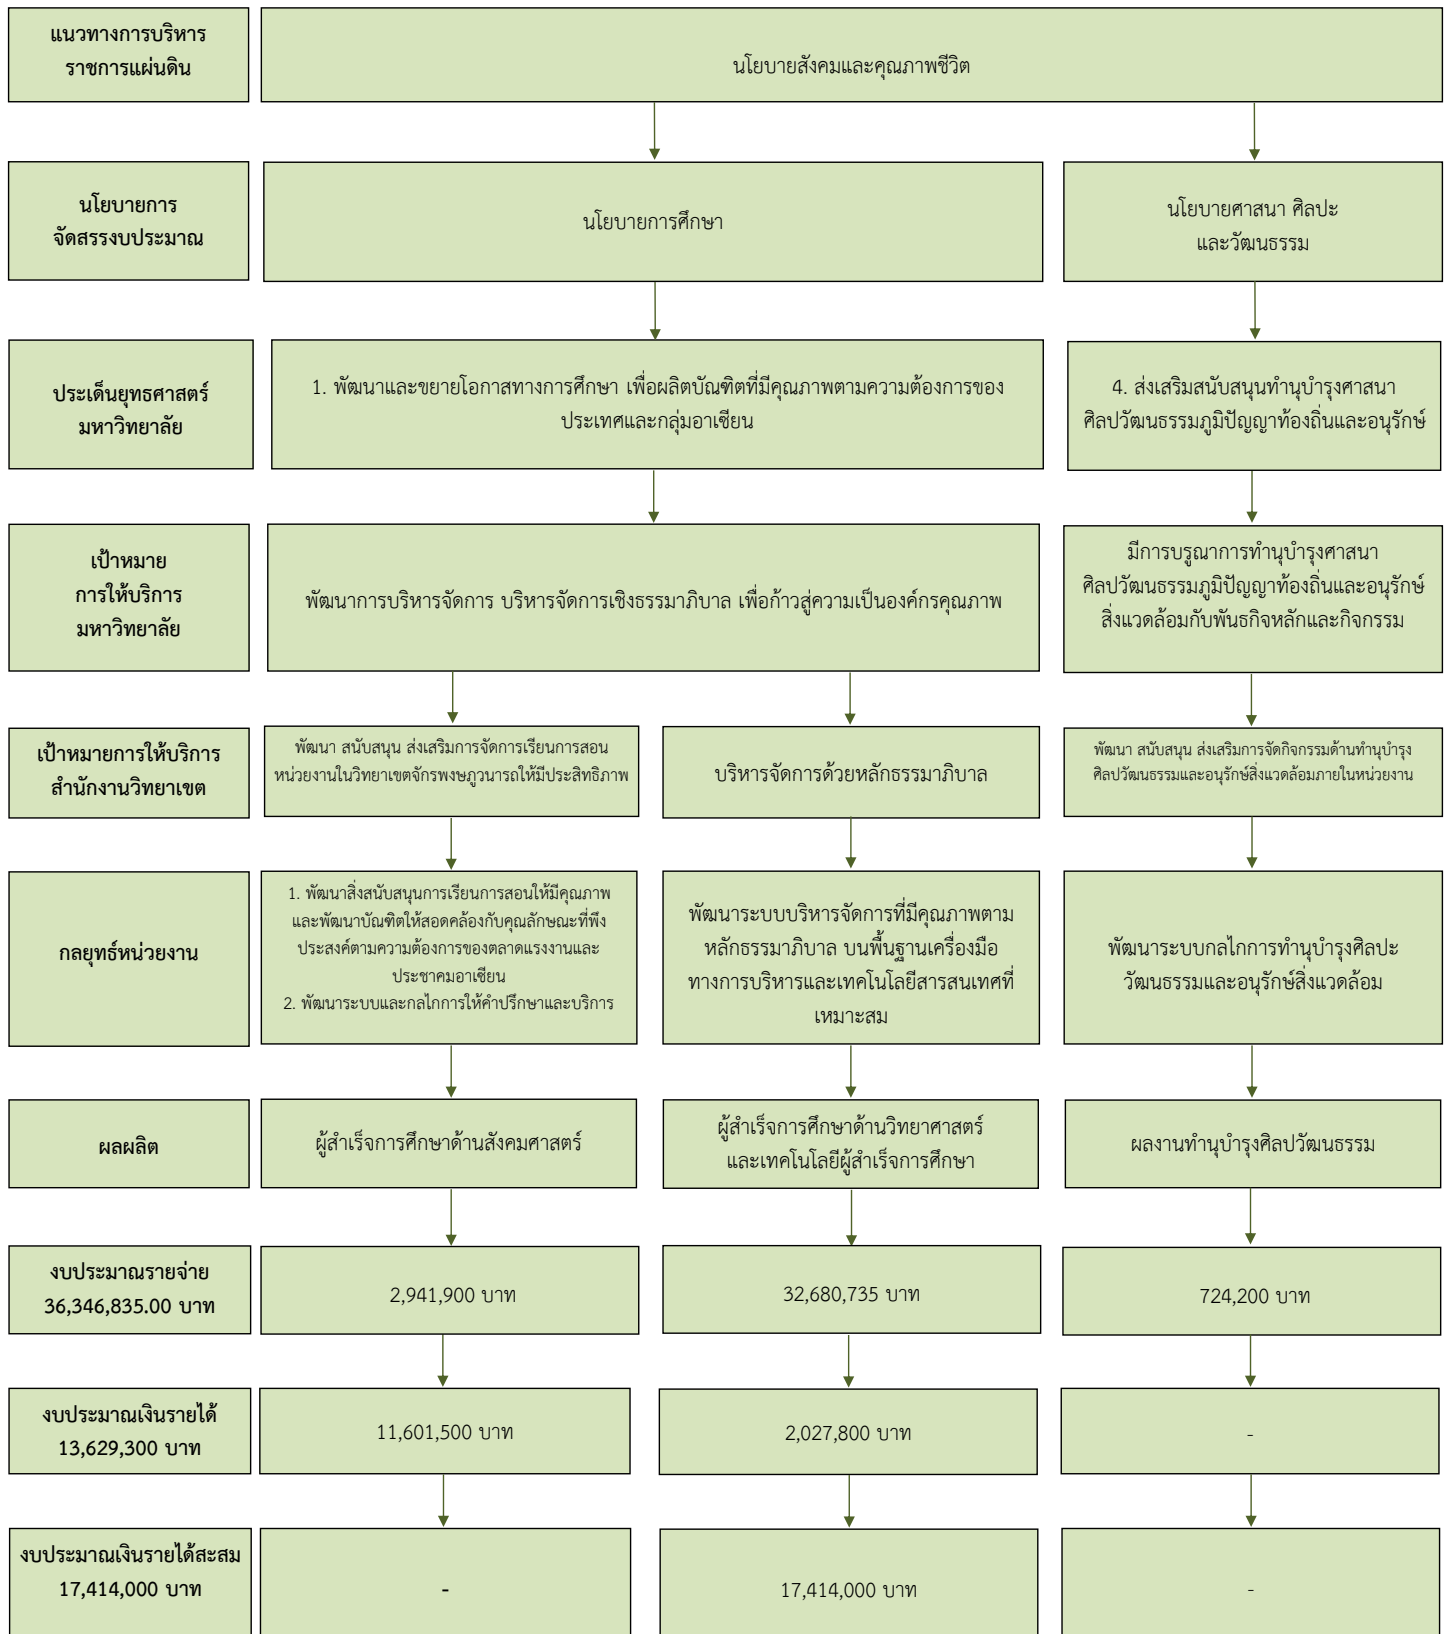 แนวทางการบริหาร
ราชการแผ่นดิน
นโยบายสังคมและคุณภาพชีวิต
นโยบายการ
จัดสรรงบประมาณ
นโยบายการศึกษา
นโยบายศาสนา ศิลปะ
และวัฒนธรรม
ประเด็นยุทธศาสตร์
มหาวิทยาลัย
1. พัฒนาและขยายโอกาสทางการศึกษา เพื่อผลิตบัณฑิตที่มีคุณภาพตามความต้องการของ
ประเทศและกลุ่มอาเซียน
4. ส่งเสริมสนับสนุนทำนุบำรุงศาสนา
ศิลปวัฒนธรรมภูมิปัญญาท้องถิ่นและอนุรักษ์
เป้าหมาย
การให้บริการ
มหาวิทยาลัย
พัฒนาการบริหารจัดการ บริหารจัดการเชิงธรรมาภิบาล เพื่อก้าวสู่ความเป็นองค์กรคุณภาพ
มีการบรูณาการทำนุบำรุงศาสนา
ศิลปวัฒนธรรมภูมิปัญญาท้องถิ่นและอนุรักษ์
สิ่งแวดล้อมกับพันธกิจหลักและกิจกรรม
เป้าหมายการให้บริการ
สำนักงานวิทยาเขต
พัฒนา สนับสนุน ส่งเสริมการจัดการเรียนการสอน
หน่วยงานในวิทยาเขตจักรพงษภูวนารถให้มีประสิทธิภาพ
บริหารจัดการด้วยหลักธรรมาภิบาล
พัฒนา สนับสนุน ส่งเสริมการจัดกิจกรรมด้านทำนุบำรุง
ศิลปวัฒนธรรมและอนุรักษ์สิ่งแวดล้อมภายในหน่วยงาน
กลยุทธ์หน่วยงาน
1. พัฒนาสิ่งสนับสนุนการเรียนการสอนให้มีคุณภาพ
และพัฒนาบัณฑิตให้สอดคล้องกับคุณลักษณะที่พึง
ประสงค์ตามความต้องการของตลาดแรงงานและ
ประชาคมอาเซียน
2. พัฒนาระบบและกลไกการให้คำปรึกษาและบริการ
พัฒนาระบบบริหารจัดการที่มีคุณภาพตาม
หลักธรรมาภิบาล บนพื้นฐานเครื่องมือ
ทางการบริหารและเทคโนโลยีสารสนเทศที่
เหมาะสม
พัฒนาระบบกลไกการทำนุบำรุงศิลปะ
วัฒนธรรมและอนุรักษ์สิ่งแวดล้อม
ผลผลิต
ผู้สำเร็จการศึกษาด้านสังคมศาสตร์
ผู้สำเร็จการศึกษาด้านวิทยาศาสตร์
และเทคโนโลยีผู้สำเร็จการศึกษา
ผลงานทำนุบำรุงศิลปวัฒนธรรม
งบประมาณรายจ่าย
36,346,835.00 บาท
2,941,900 บาท
32,680,735 บาท
724,200 บาท
งบประมาณเงินรายได้
13,629,300 บาท
11,601,500 บาท
2,027,800 บาท
-
งบประมาณเงินรายได้สะสม
17,414,000 บาท
-
17,414,000 บาท
-